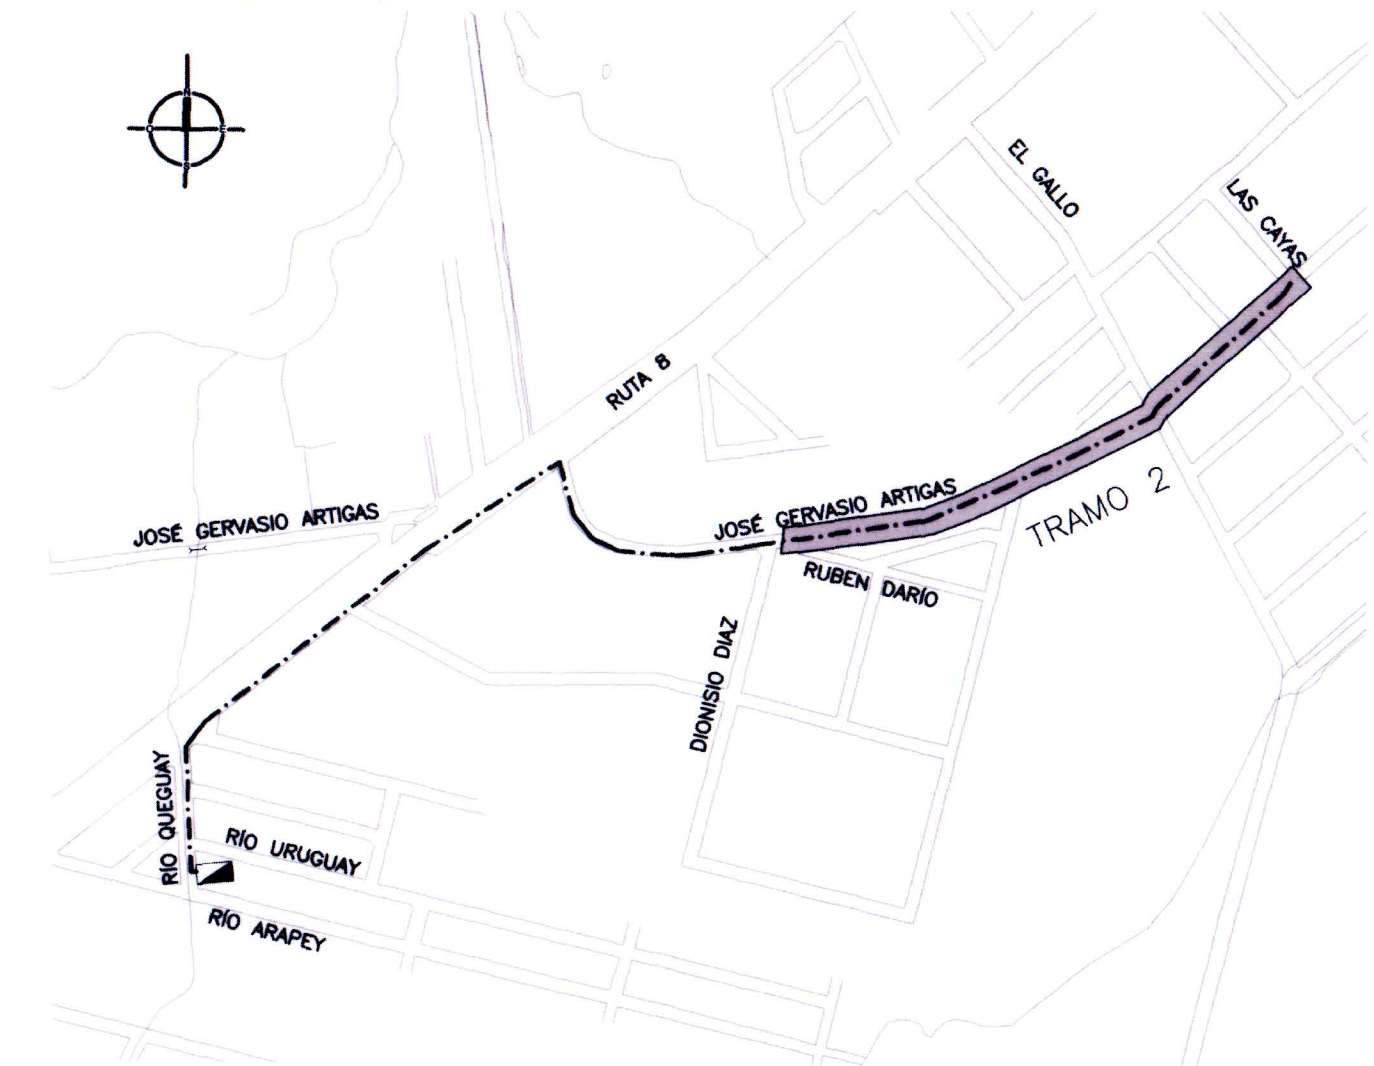 N
O
E
S
EL GALLO
LAS CAYAS
RUTA 8
JOSÉ GERVASIO ARTIGAS
JOSÉ GERVASIO ARTIGAS
TRAMO 2
RUBEN DARÍO
DIONISIO DIAZ
RÍO QUEGUAY
RÍO URUGUAY
RÍO ARAPEY